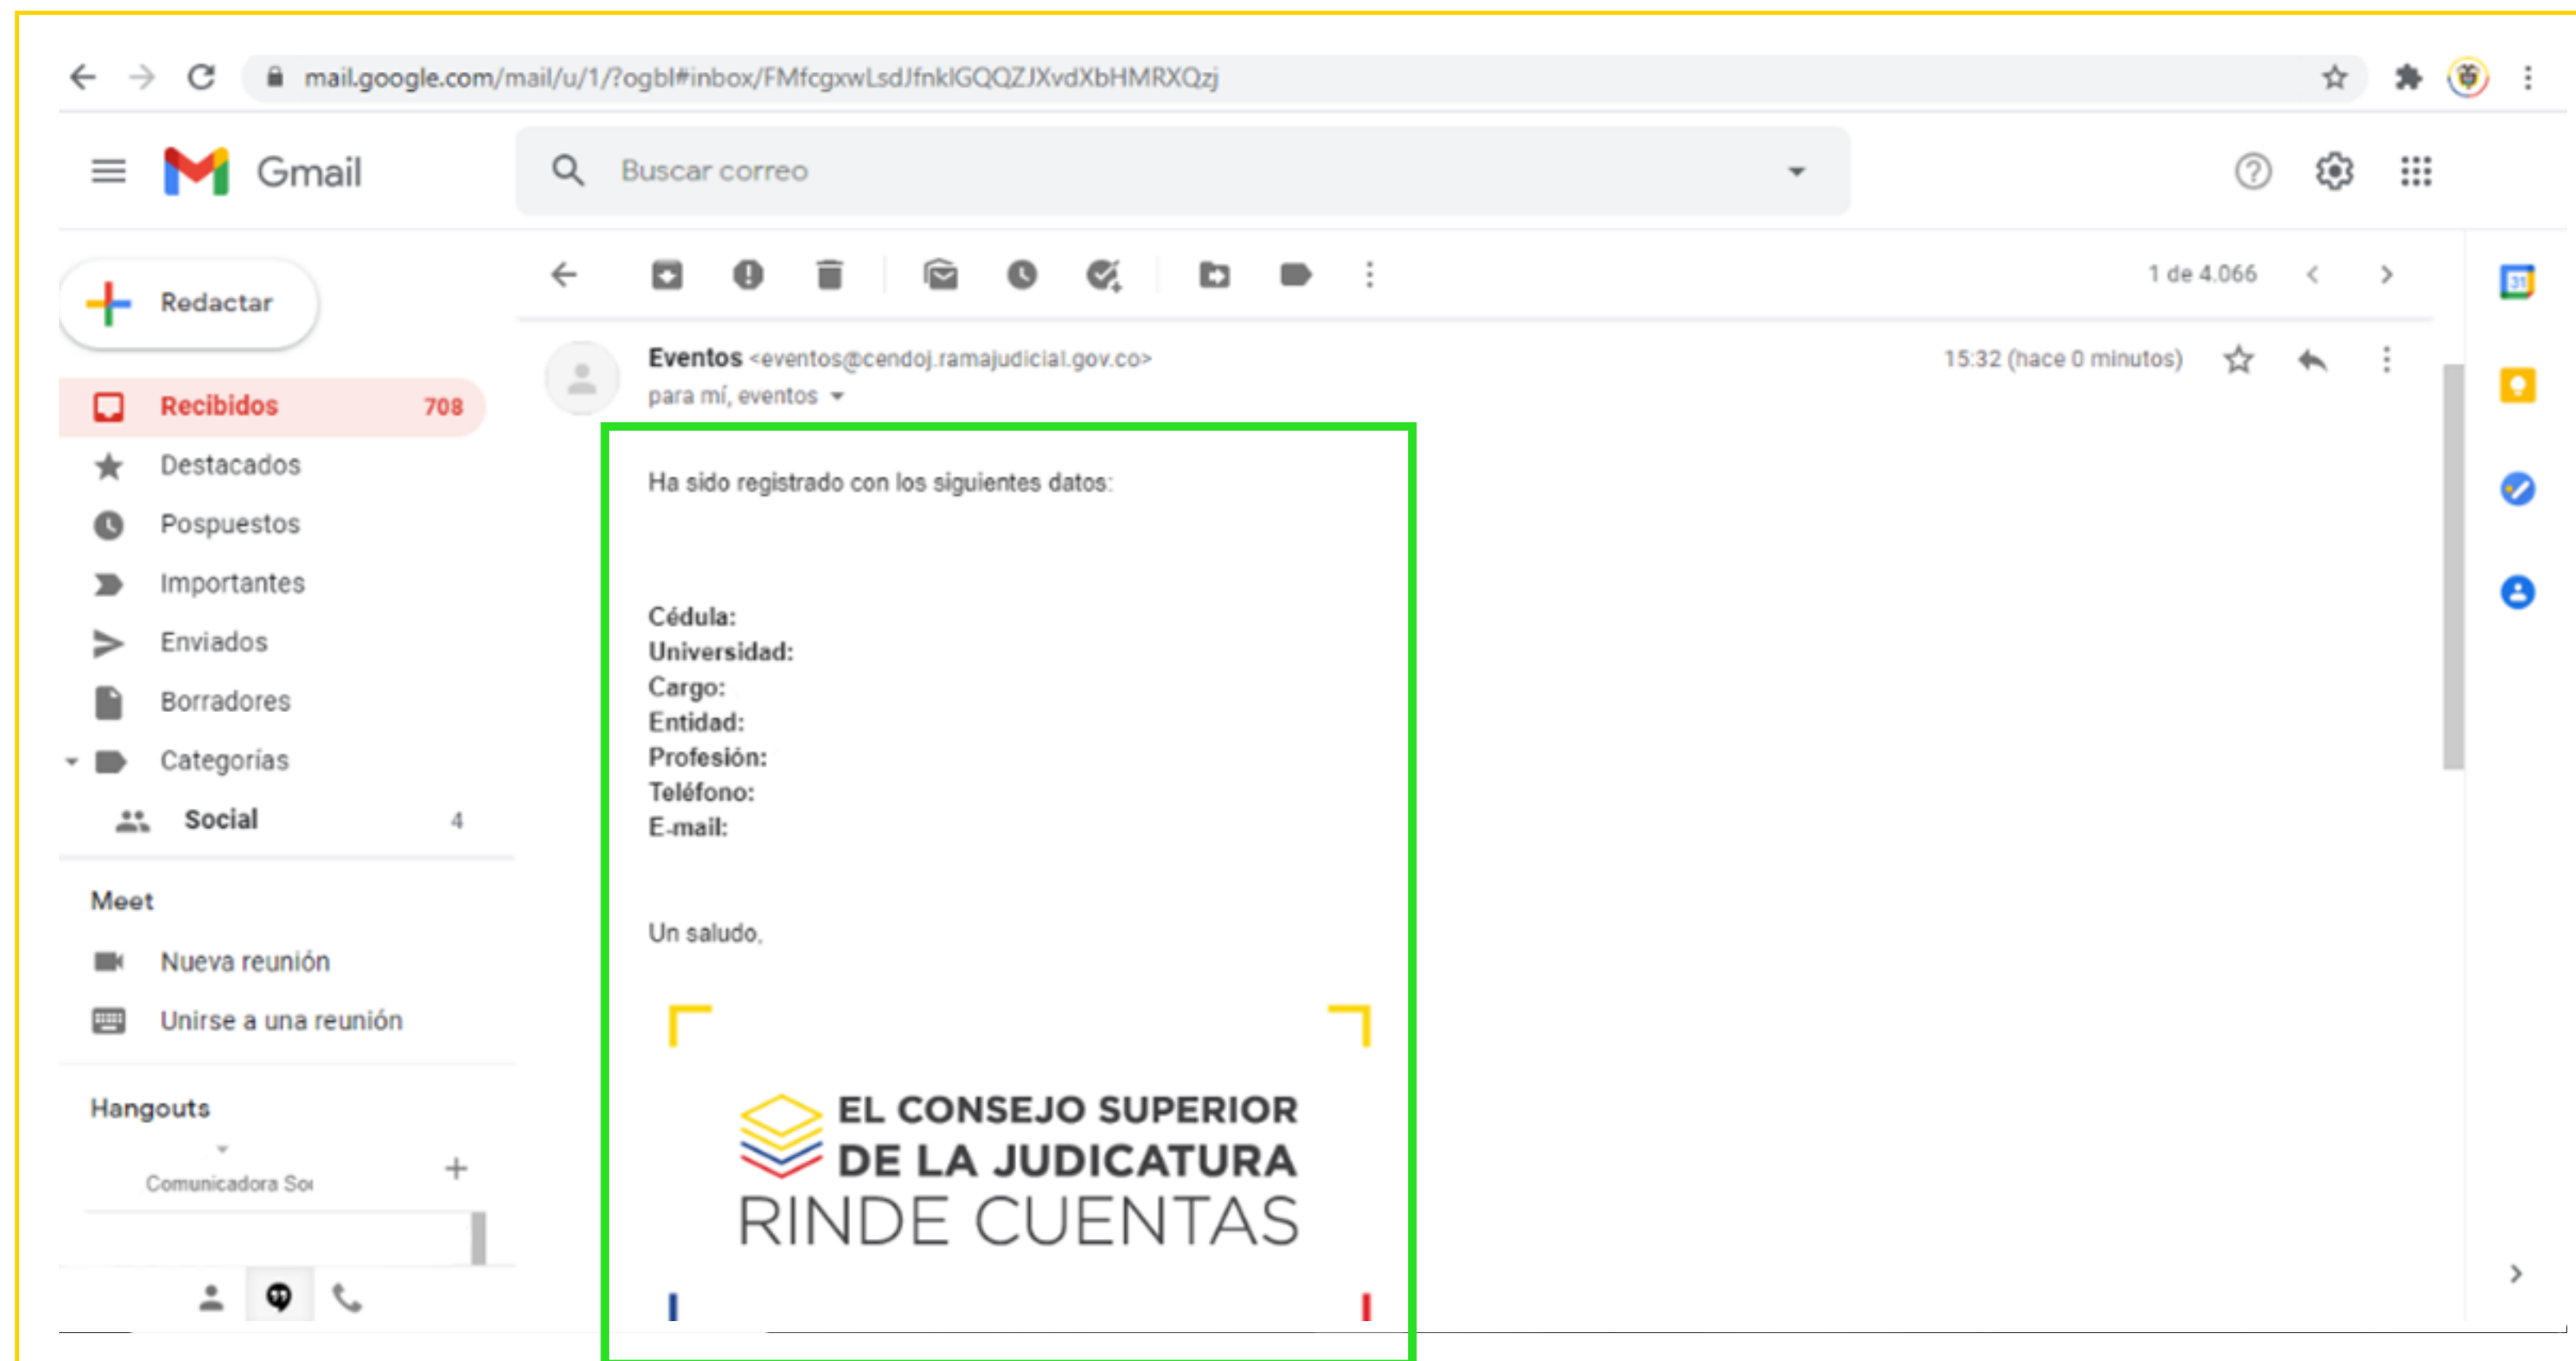 mail.google.com/mail/u/1/?ogbl#inbox/FMfcgxwLsdJfnklGQQZJXvdXbHMRXQzj
Gmail
Buscar correo
Redactar
1 de 4.066
31
Eventos <eventos@cendoj.ramajudicial.gov.co>
15:32 (hace 0 minutos)
para mí, eventos
Recibidos 708
Destacados
Pospuestos
Importantes
Enviados
Borradores
Categorías
Social 4
Meet
Nueva reunión
Unirse a una reunión
Hangouts
Comunicadora Soc
Ha sido registrado con los siguientes datos:
Cédula:
Universidad:
Cargo:
Entidad:
Profesión:
Teléfono:
E-mail:
Un saludo,
EL CONSEJO SUPERIOR
DE LA JUDICATURA
RINDE CUENTAS